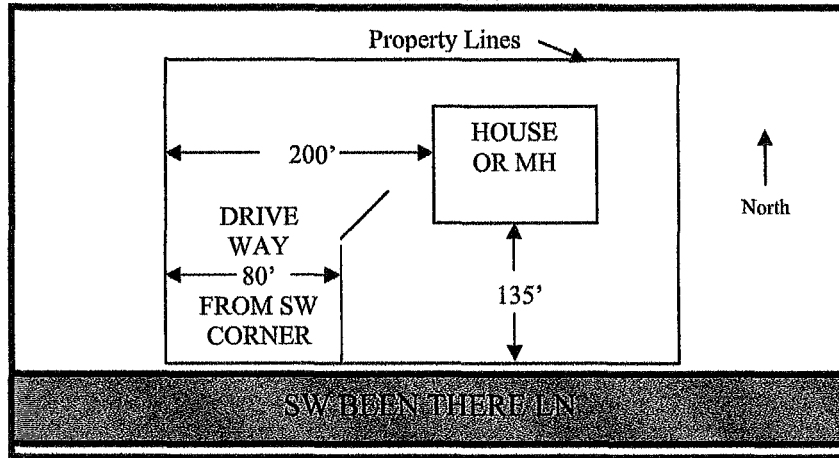 Property Lines
HOUSE
OR MH
200’
North
DRIVE
WAY
80’
FROM SW
CORNER
135’
SW BEEN THERE LN